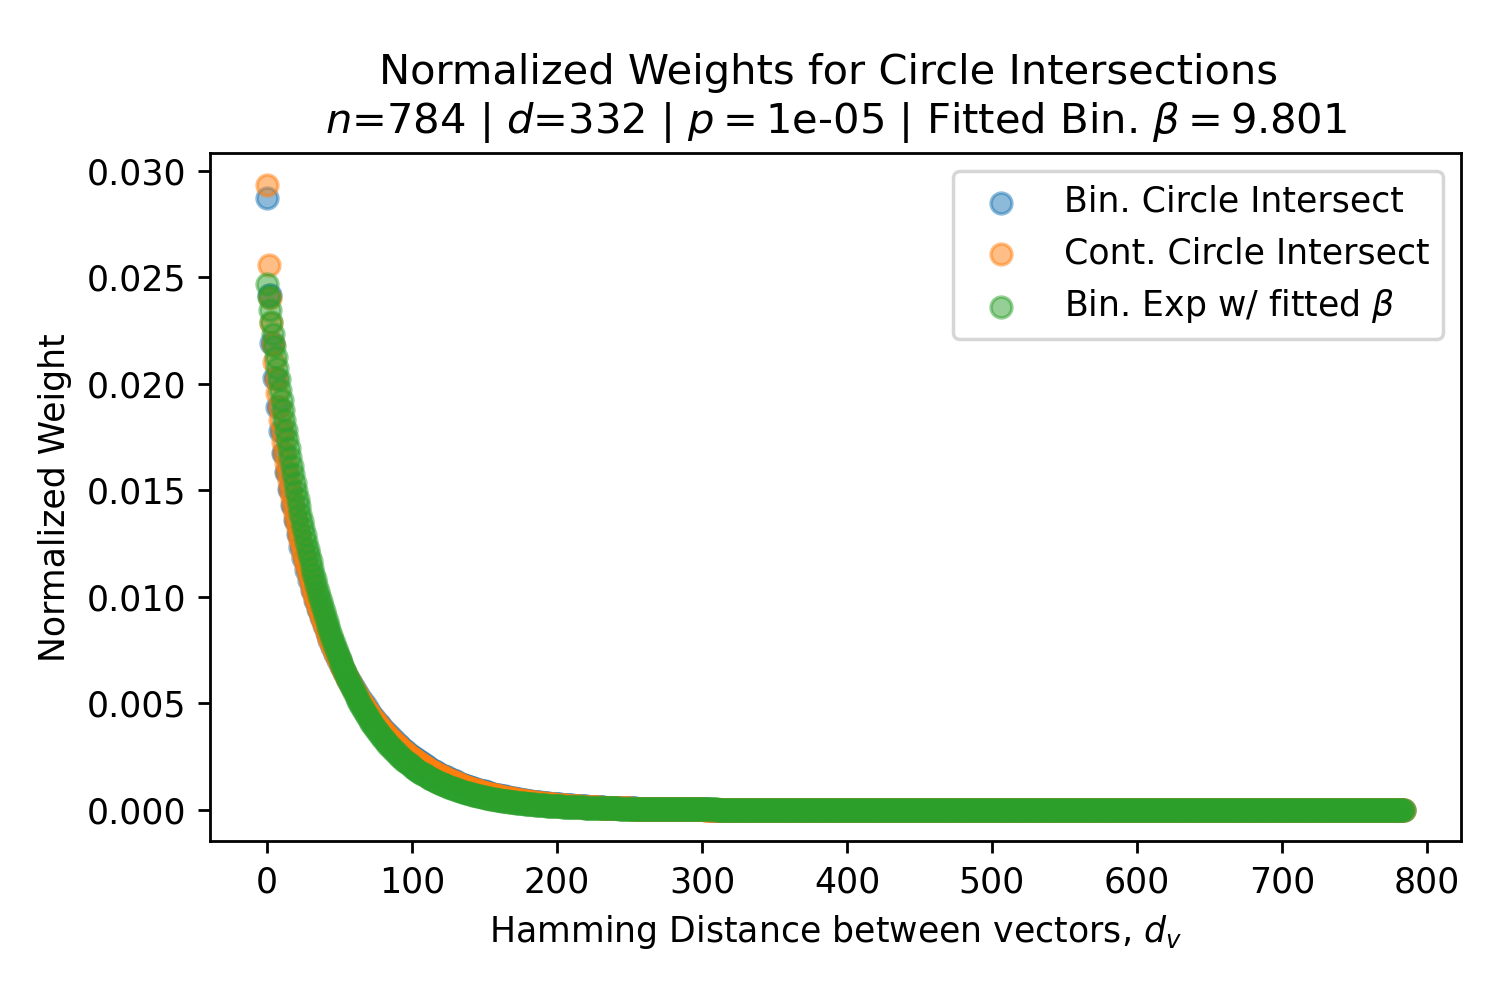 Normalized Weights for Circle Intersections
n=784 | d=332 | p = 1e-05 | Fitted Bin. β = 9.801
Bin. Circle Intersect
Cont. Circle Intersect
Bin. Exp w/ fitted β
Normalized Weight
0.030
0.025
0.020
0.015
0.010
0.005
0.000
0 100 200 300 400 500 600 700 800
Hamming Distance between vectors, dᵥ